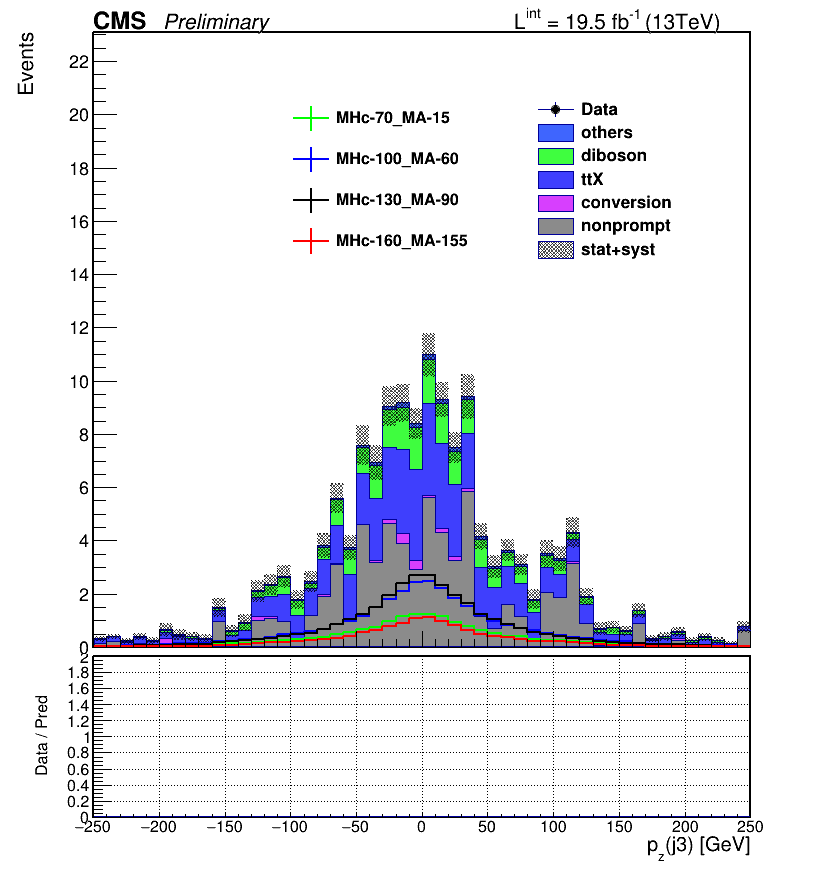 CMS Preliminary L^int = 19.5 fb^-1 (13TeV)
Events
22
20
18
16
14
12
10
8
6
4
2
0
MHc-70_MA-15
MHc-100_MA-60
MHc-130_MA-90
MHc-160_MA-155
Data
others
diboson
ttX
conversion
nonprompt
stat+syst
Data / Pred
2
1.8
1.6
1.4
1.2
1
0.8
0.6
0.4
0.2
0
−250 −200 −150 −100 −50 0 50 100 150 200 250
p_z(j3) [GeV]